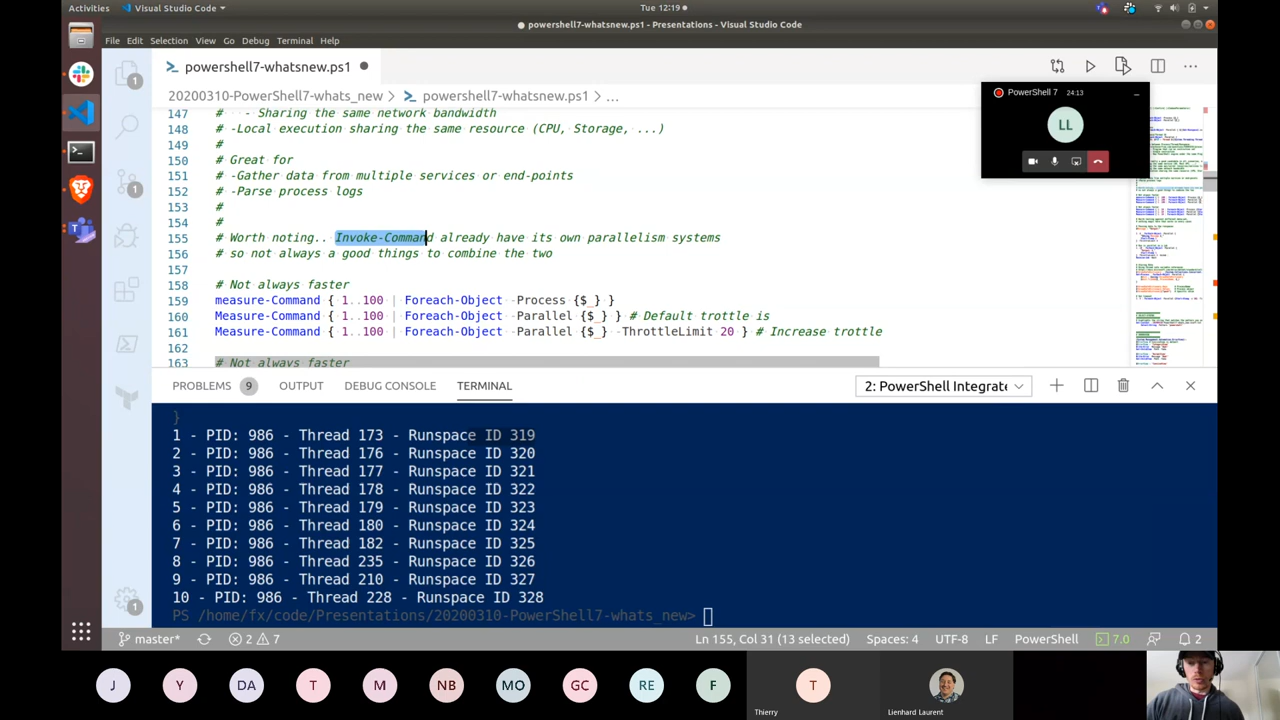 Activities
Visual Studio Code
Tue 12:19
powershell7-whatsnew.ps1 - Presentations - Visual Studio Code
File Edit Selection View Go Debug Terminal Help
powershell7-whatsnew.ps1
20200310-PowerShell7-whats_new > powershell7-whatsnew.ps1 > ...
PowerShell 7 24:13
LL
147 # - Sharing the same network bandwidth
148 # -Local execution sharing the same resource (CPU, Storage, ...)
149 #
150 # Great for
151 # -Gather data from multiple servers/end-points
152 # -Parse process logs
153 #
154 #
155 # Worth noting.. Invoke-Command already have its own parallelism system
156 # so not always a good things to combine the two
157
158 # Not always faster
159 measure-Command { 1..100 | Foreach-Object -Process {$_} }
160 measure-Command { 1..100 | Foreach-Object -Parallel {$_} } # Default trottle is
161 measure-Command { 1..100 | Foreach-Object -Parallel {$_} -ThrottleLimit 20 } # Increase trottle
162
163 # Not always faster
PROBLEMS 9 OUTPUT DEBUG CONSOLE TERMINAL
2: PowerShell Integrate
}
1 - PID: 986 - Thread 173 - Runspace ID 319
2 - PID: 986 - Thread 176 - Runspace ID 320
3 - PID: 986 - Thread 177 - Runspace ID 321
4 - PID: 986 - Thread 178 - Runspace ID 322
5 - PID: 986 - Thread 179 - Runspace ID 323
6 - PID: 986 - Thread 180 - Runspace ID 324
7 - PID: 986 - Thread 182 - Runspace ID 325
8 - PID: 986 - Thread 235 - Runspace ID 326
9 - PID: 986 - Thread 210 - Runspace ID 327
10 - PID: 986 - Thread 228 - Runspace ID 328
PS /home/fx/code/Presentations/20200310-PowerShell7-whats_new>
master* 2 7 Ln 155, Col 31 (13 selected) Spaces: 4 UTF-8 LF PowerShell 7.0 2
J Y DA T M NB MO GC RE F T
Thierry
Lienhard Laurent